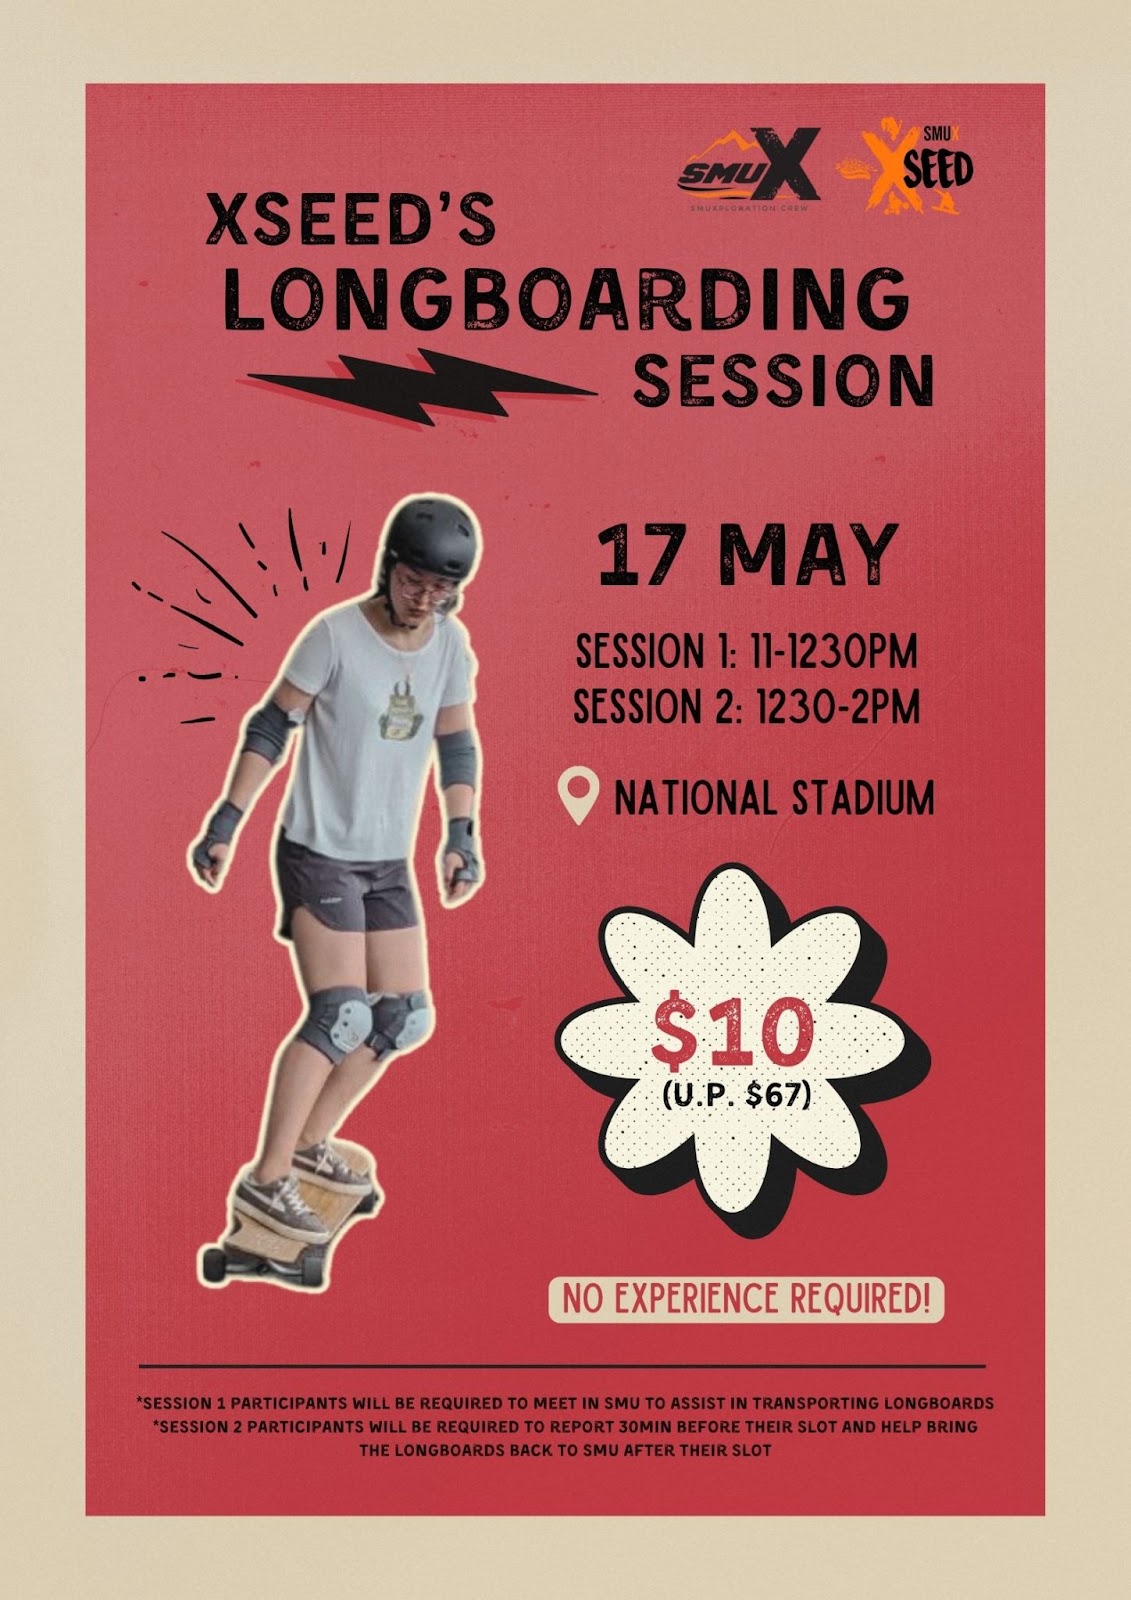 SMUX
SMUXPLORATION CREW
SMUX
XSEED
XSEED'S
LONGBOARDING
SESSION
17 MAY
SESSION 1: 11-1230PM
SESSION 2: 1230-2PM
NATIONAL STADIUM
$10
(U.P. $67)
NO EXPERIENCE REQUIRED!
*SESSION 1 PARTICIPANTS WILL BE REQUIRED TO MEET IN SMU TO ASSIST IN TRANSPORTING LONGBOARDS
*SESSION 2 PARTICIPANTS WILL BE REQUIRED TO REPORT 30MIN BEFORE THEIR SLOT AND HELP BRING
THE LONGBOARDS BACK TO SMU AFTER THEIR SLOT